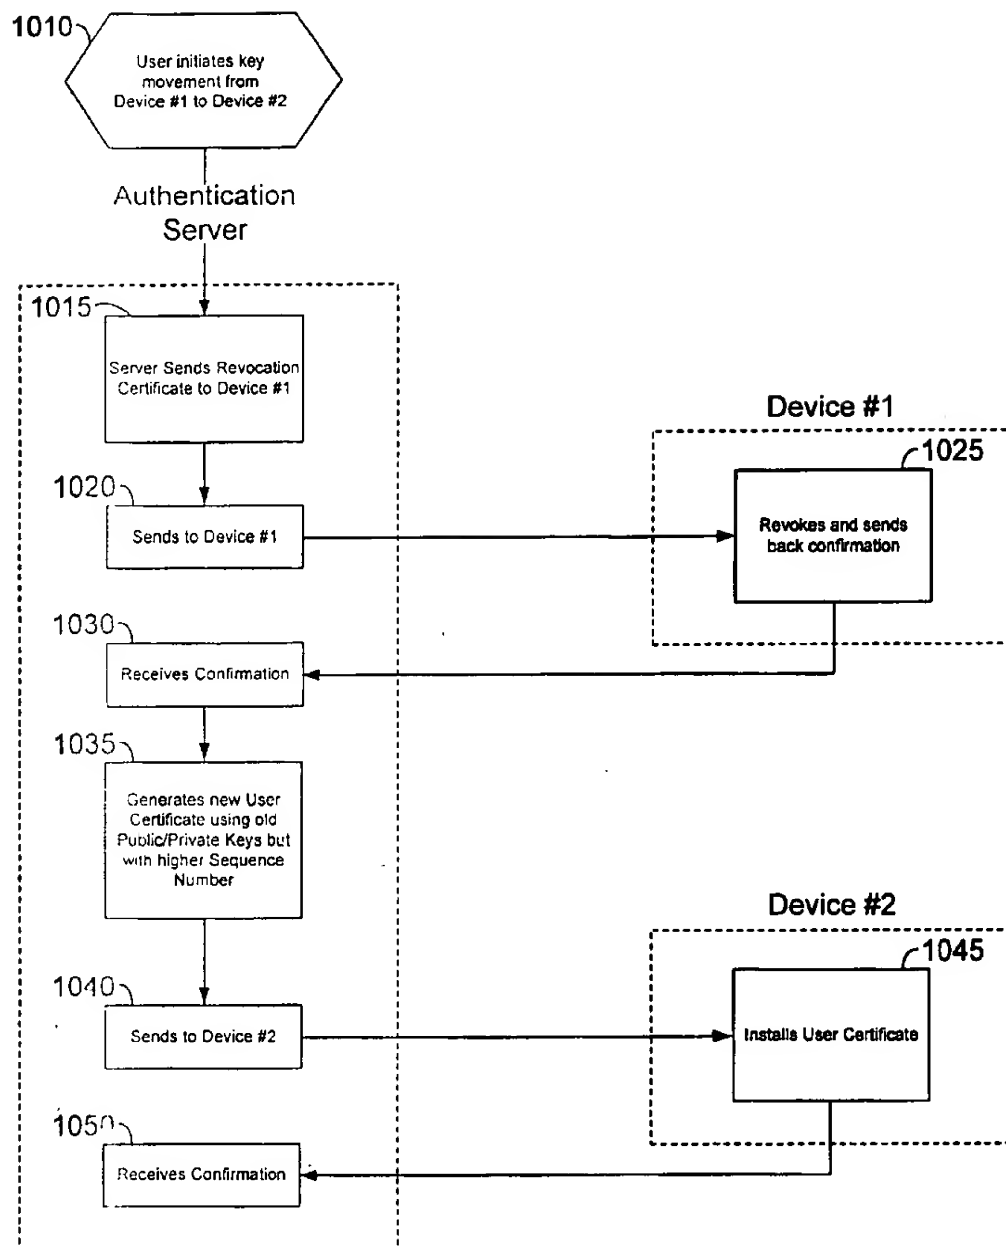 1010
User initiates key
movement from
Device #1 to Device #2
Authentication
Server
1015
Server Sends Revocation
Certificate to Device #1
Device #1
1025
1020
Sends to Device #1
Revokes and sends
back confirmation
1030
Receives Confirmation
1035
Generates new User
Certificate using old
Public/Private Keys but
with higher Sequence
Number
Device #2
1045
1040
Sends to Device #2
Installs User Certificate
1050
Receives Confirmation